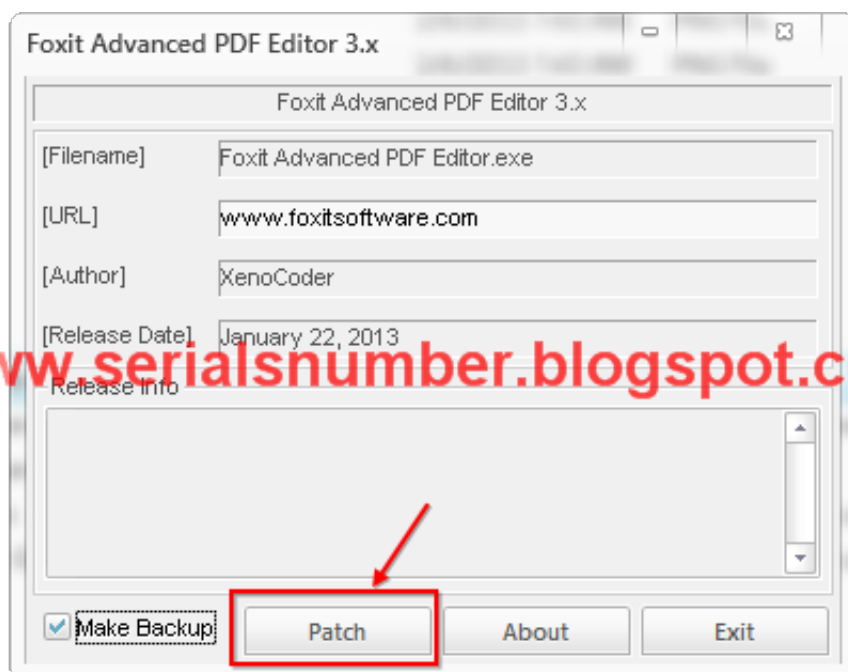 Foxit Advanced PDF Editor 3.x
Foxit Advanced PDF Editor 3.x
[Filename] Foxit Advanced PDF Editor.exe
[URL] www.foxitsoftware.com
[Author] XenoCoder
[Release Date] January 22, 2013
w.serialsnumber.blogspot.c
Release Info
Make Backup Patch About Exit